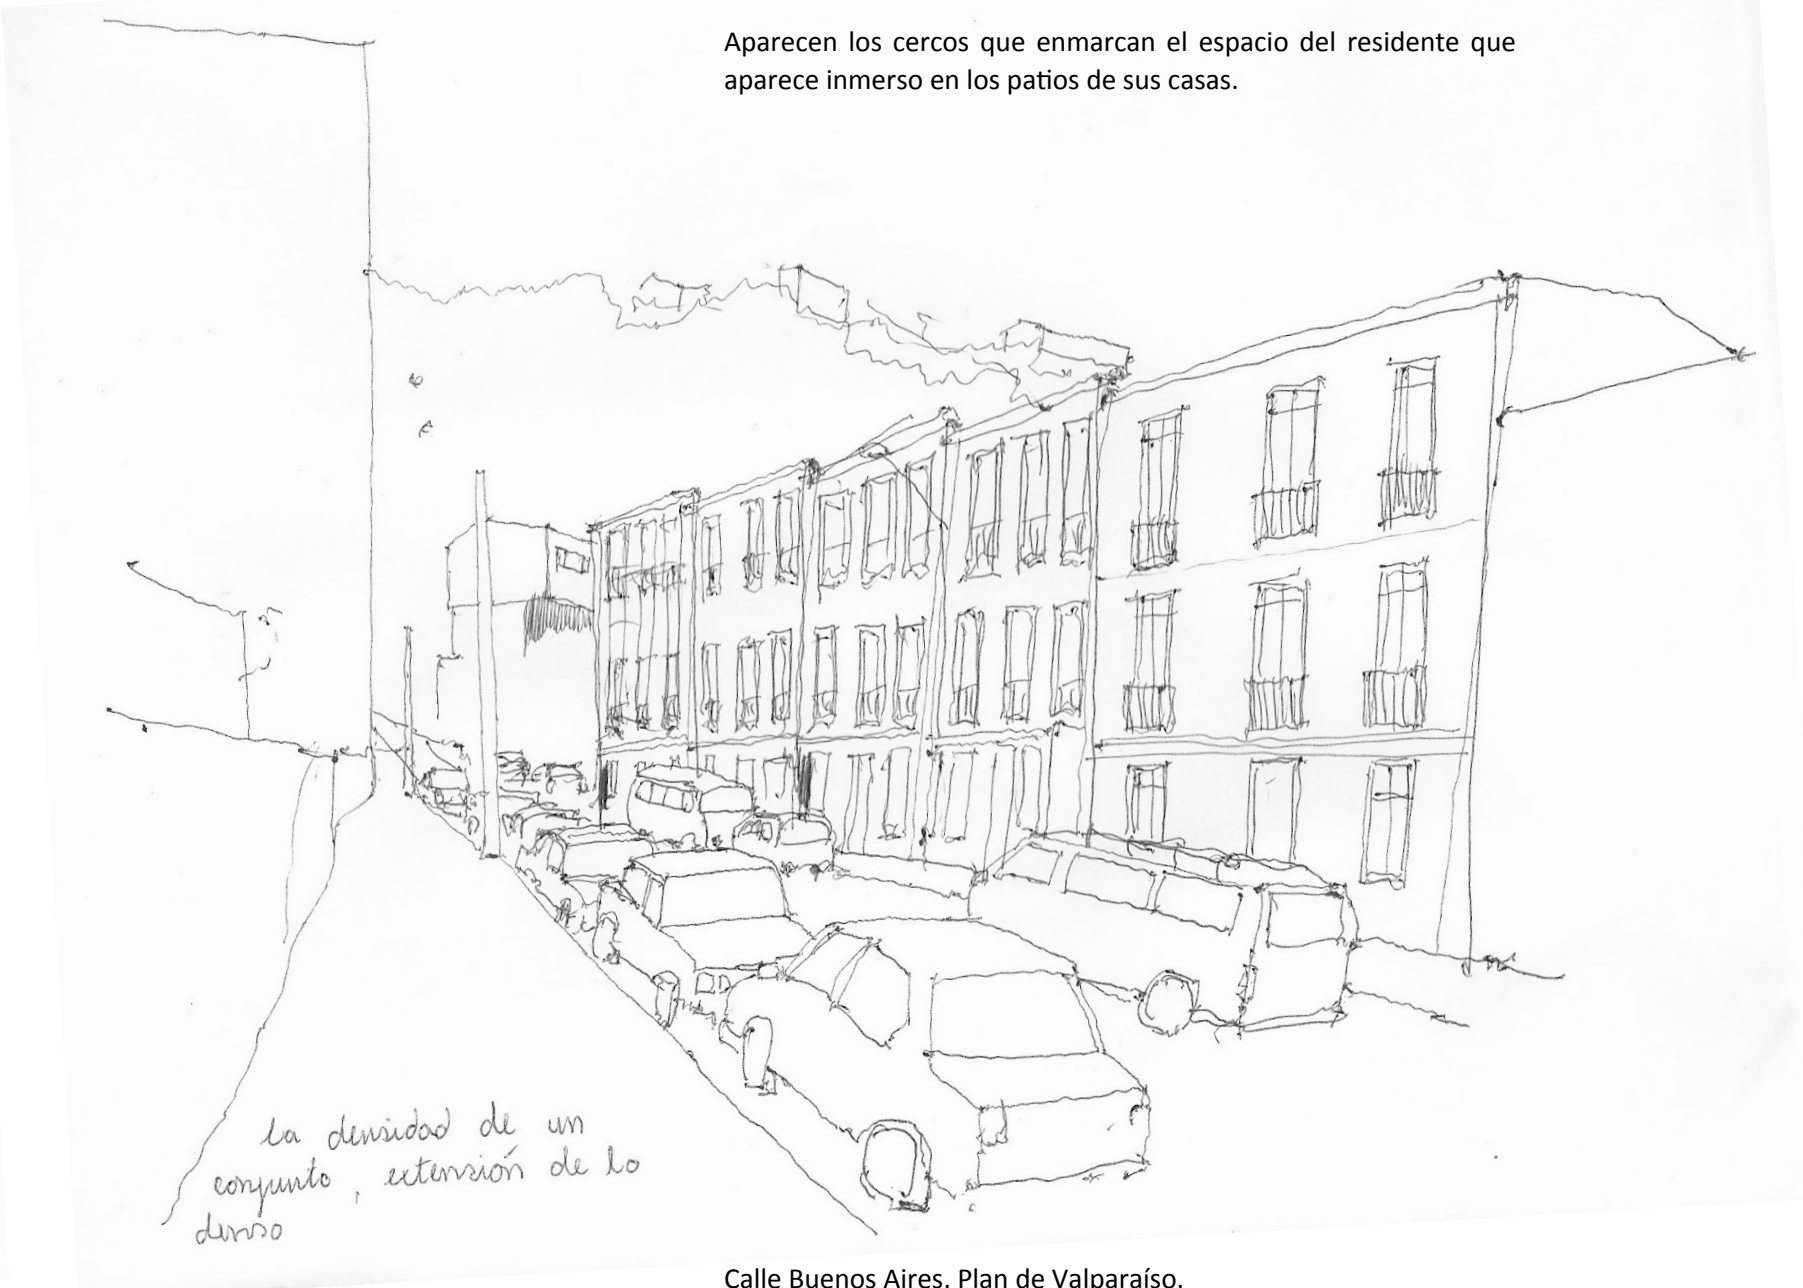 Aparecen los cercos que enmarcan el espacio del residente que
aparece inmerso en los patios de sus casas.
la densidad de un
conjunto, extensión de lo
denso
Calle Buenos Aires, Plan de Valparaíso.